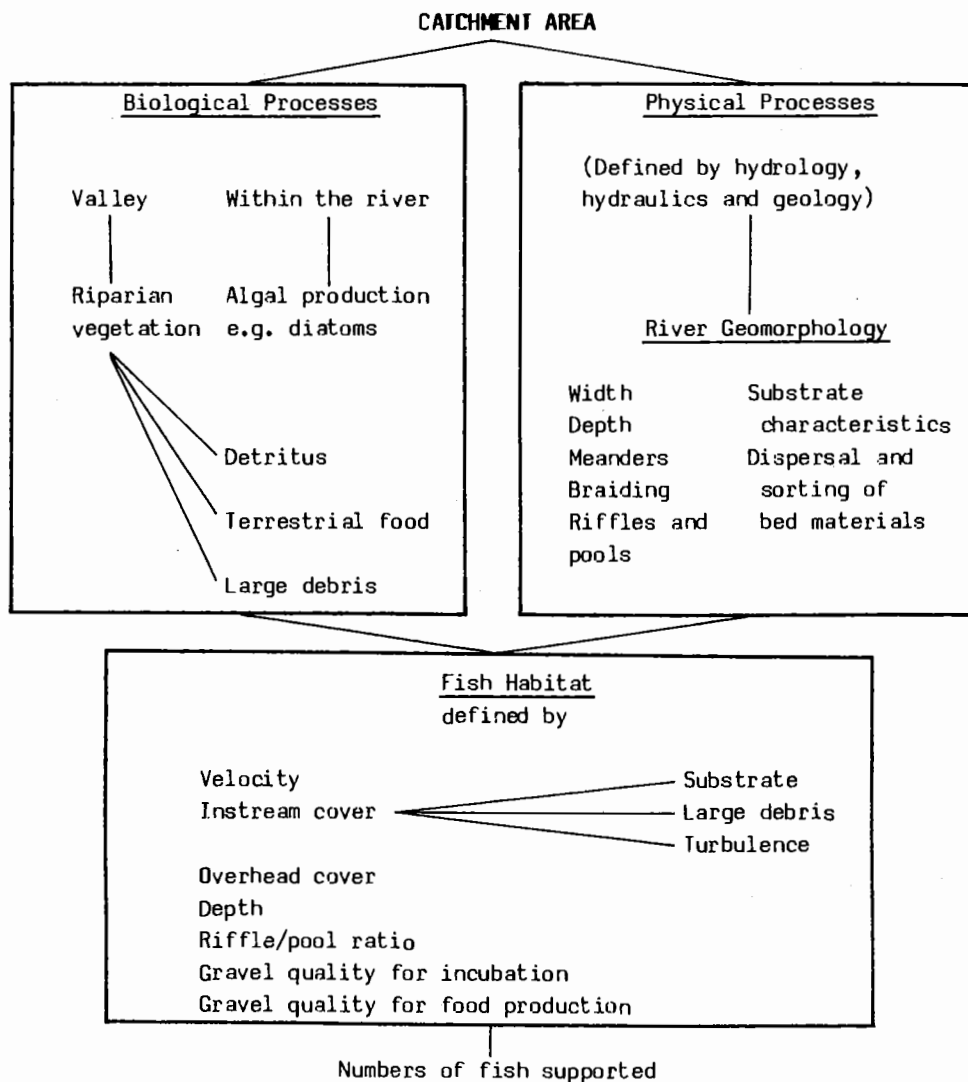 CATCHMENT AREA
Biological Processes
Valley
Within the river
Riparian
vegetation
Algal production
e.g. diatoms
Detritus
Terrestrial food
Large debris
Physical Processes
(Defined by hydrology,
hydraulics and geology)
River Geomorphology
Width
Depth
Meanders
Braiding
Riffles and
pools
Substrate
characteristics
Dispersal and
sorting of
bed materials
Fish Habitat
defined by
Velocity
Instream cover
Substrate
Large debris
Turbulence
Overhead cover
Depth
Riffle/pool ratio
Gravel quality for incubation
Gravel quality for food production
Numbers of fish supported